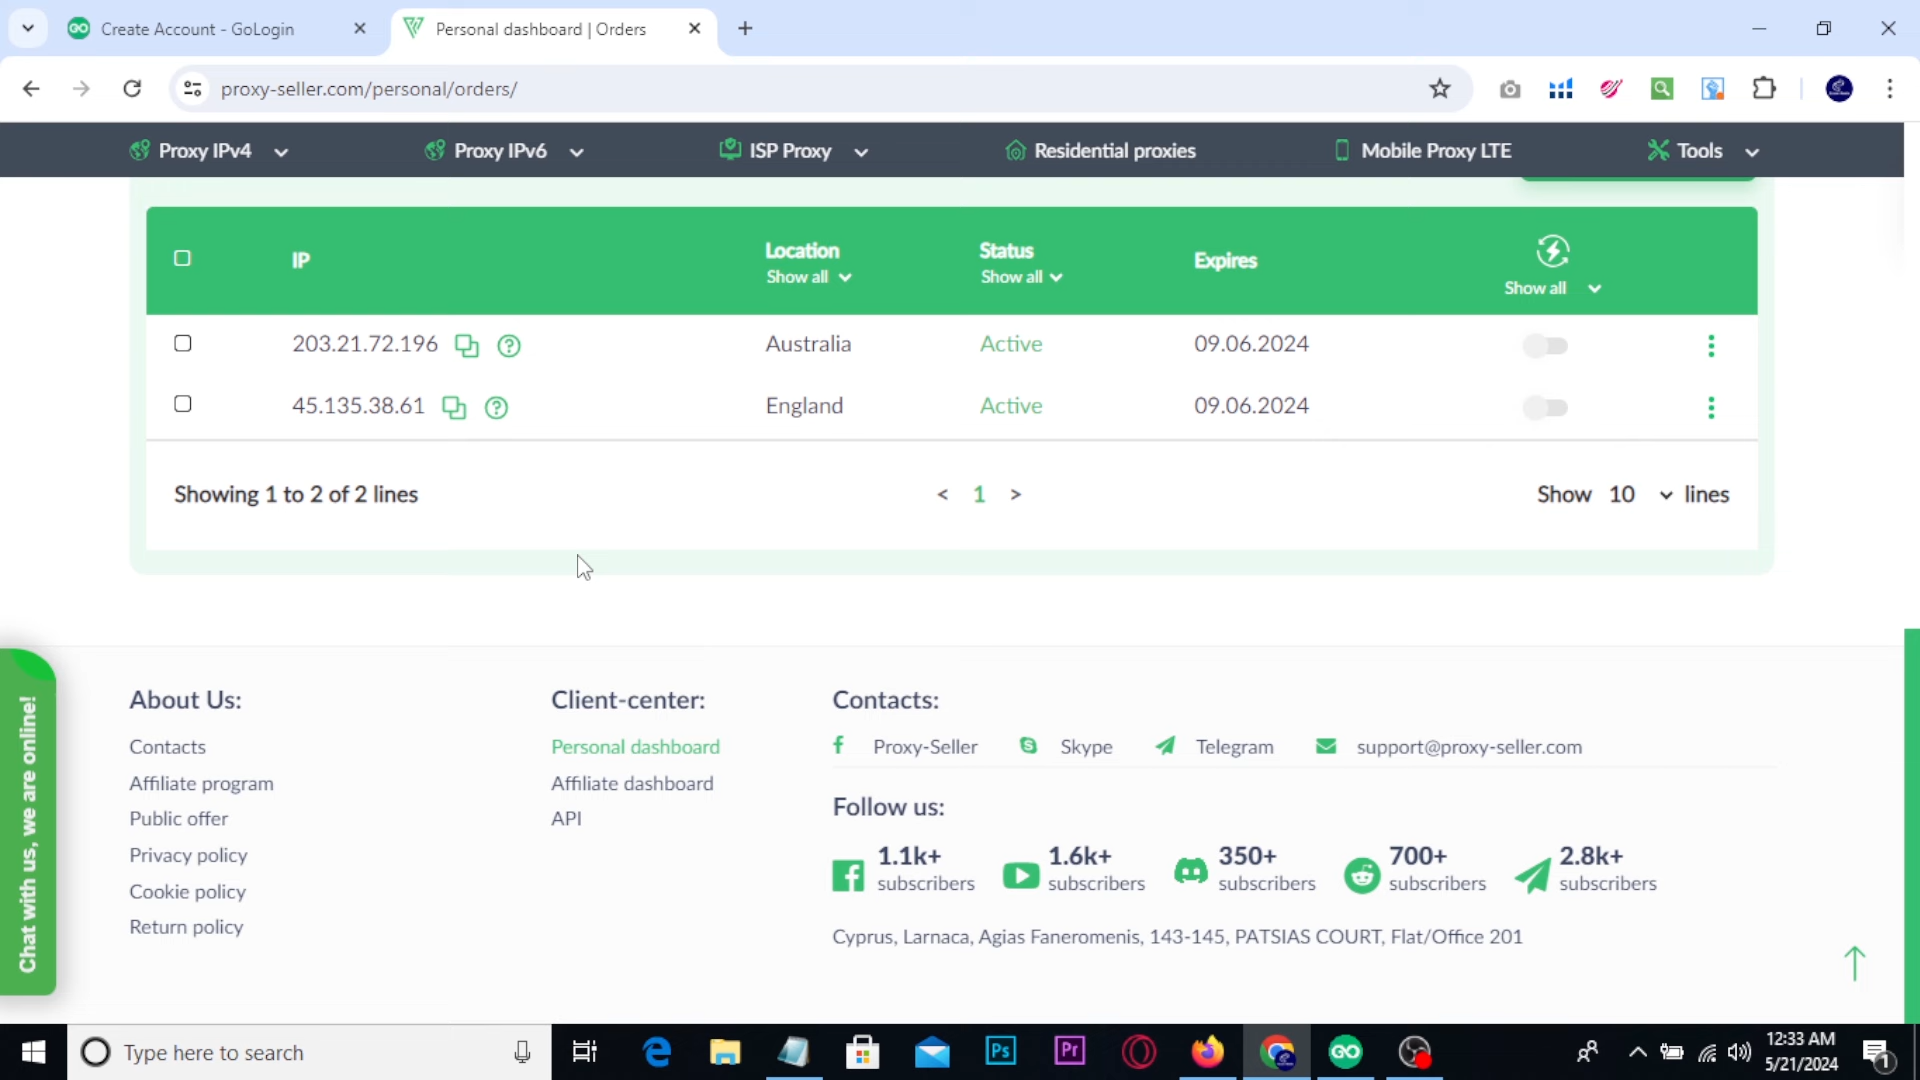 Create Account - GoLogin
Personal dashboard | Orders
proxy-seller.com/personal/orders/
Proxy IPv4
Proxy IPv6
ISP Proxy
Residential proxies
Mobile Proxy LTE
Tools
IP
Location
Show all
Status
Show all
Expires
Show all
203.21.72.196
Australia
Active
09.06.2024
45.135.38.61
England
Active
09.06.2024
Showing 1 to 2 of 2 lines
< 1 >
Show 10 lines
Chat with us, we are online!
About Us:
Contacts
Affiliate program
Public offer
Privacy policy
Cookie policy
Return policy
Client-center:
Personal dashboard
Affiliate dashboard
API
Contacts:
Proxy-Seller
Skype
Telegram
support@proxy-seller.com
Follow us:
1.1k+
subscribers
1.6k+
subscribers
350+
subscribers
700+
subscribers
2.8k+
subscribers
Cyprus, Larnaca, Agias Faneromenis, 143-145, PATSIAS COURT, Flat/Office 201
Type here to search
Ps
Pr
GO
12:33 AM
5/21/2024
1